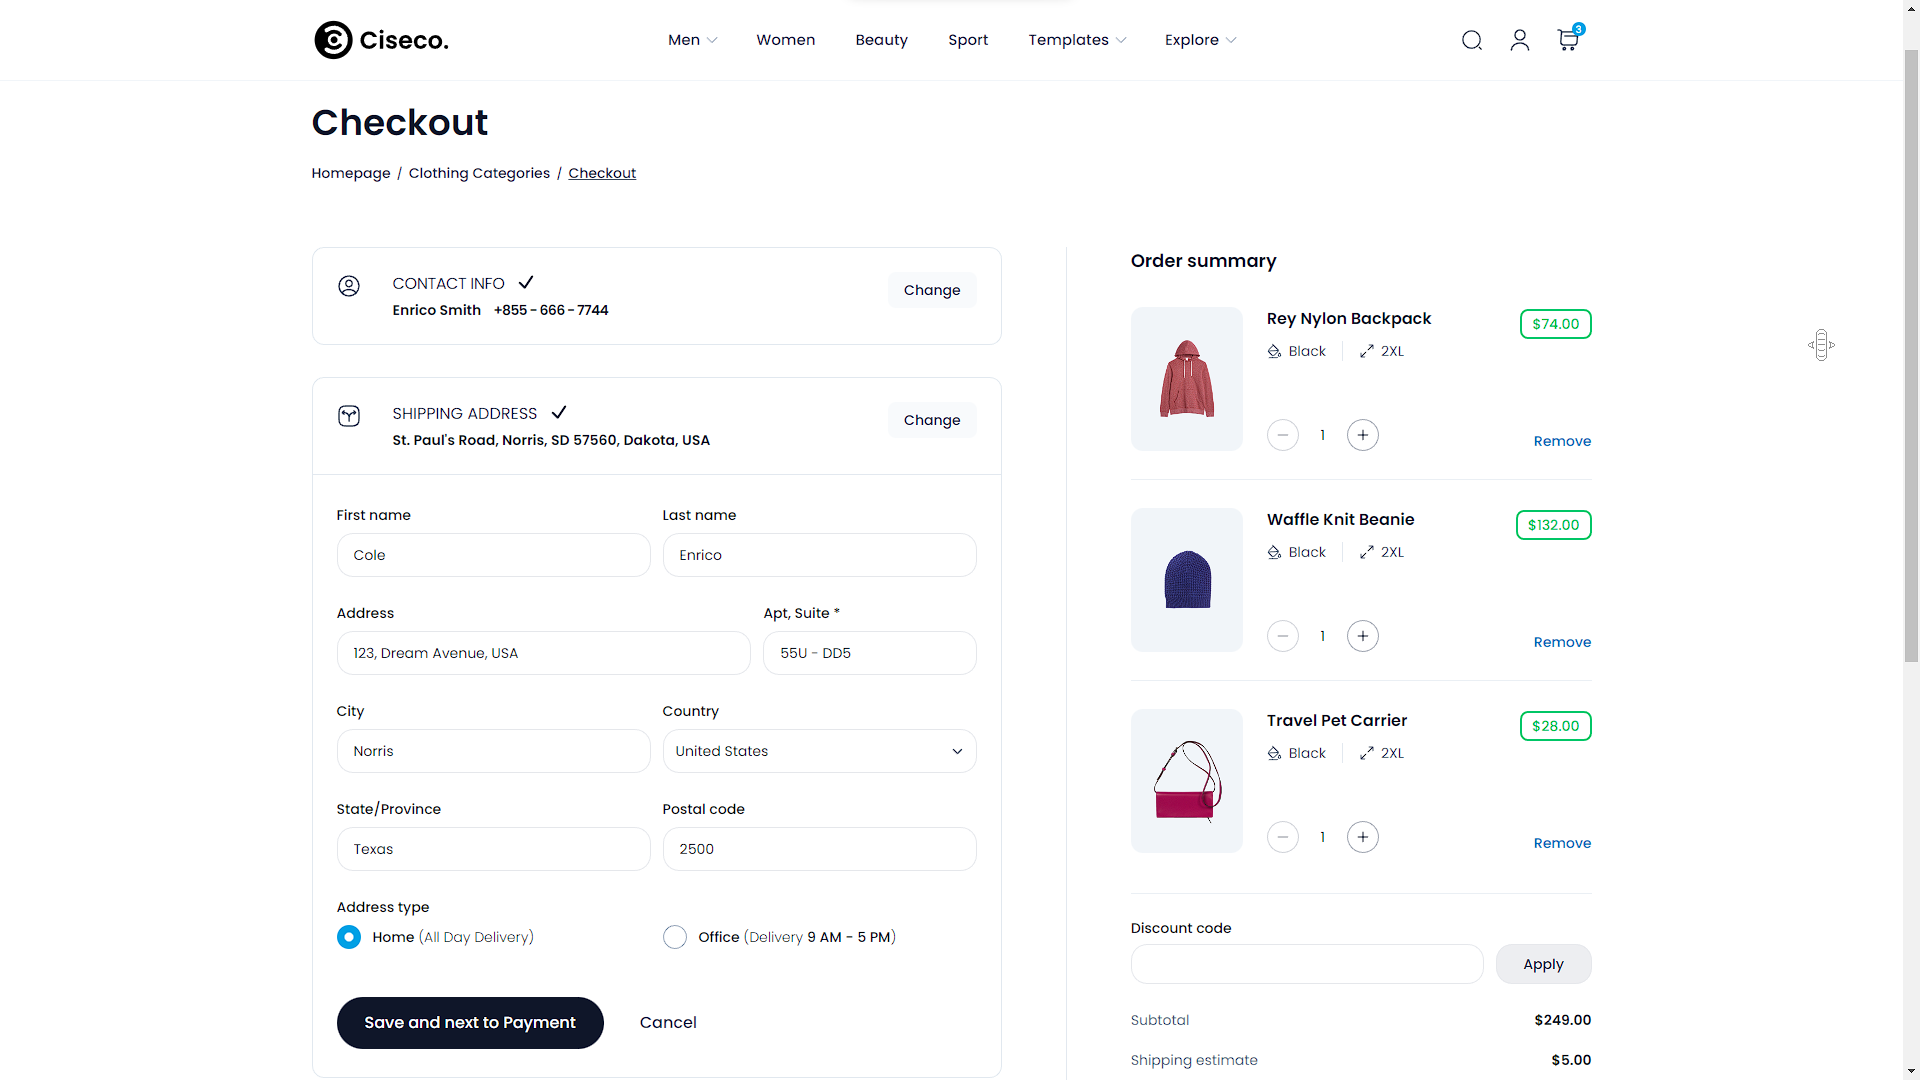 Ciseco.
Men Women Beauty Sport Templates Explore
3
Checkout
Homepage / Clothing Categories / Checkout
CONTACT INFO
Enrico Smith +855 - 666 - 7744
Change
SHIPPING ADDRESS
St. Paul's Road, Norris, SD 57560, Dakota, USA
Change
First name Last name
Cole Enrico
Address Apt, Suite *
123, Dream Avenue, USA 55U - DD5
City Country
Norris United States
State/Province Postal code
Texas 2500
Address type
Home (All Day Delivery) Office (Delivery 9 AM - 5 PM)
Save and next to Payment Cancel
Order summary
Rey Nylon Backpack $74.00
Black 2XL
1 Remove
Waffle Knit Beanie $132.00
Black 2XL
1 Remove
Travel Pet Carrier $28.00
Black 2XL
1 Remove
Discount code
Apply
Subtotal $249.00
Shipping estimate $5.00